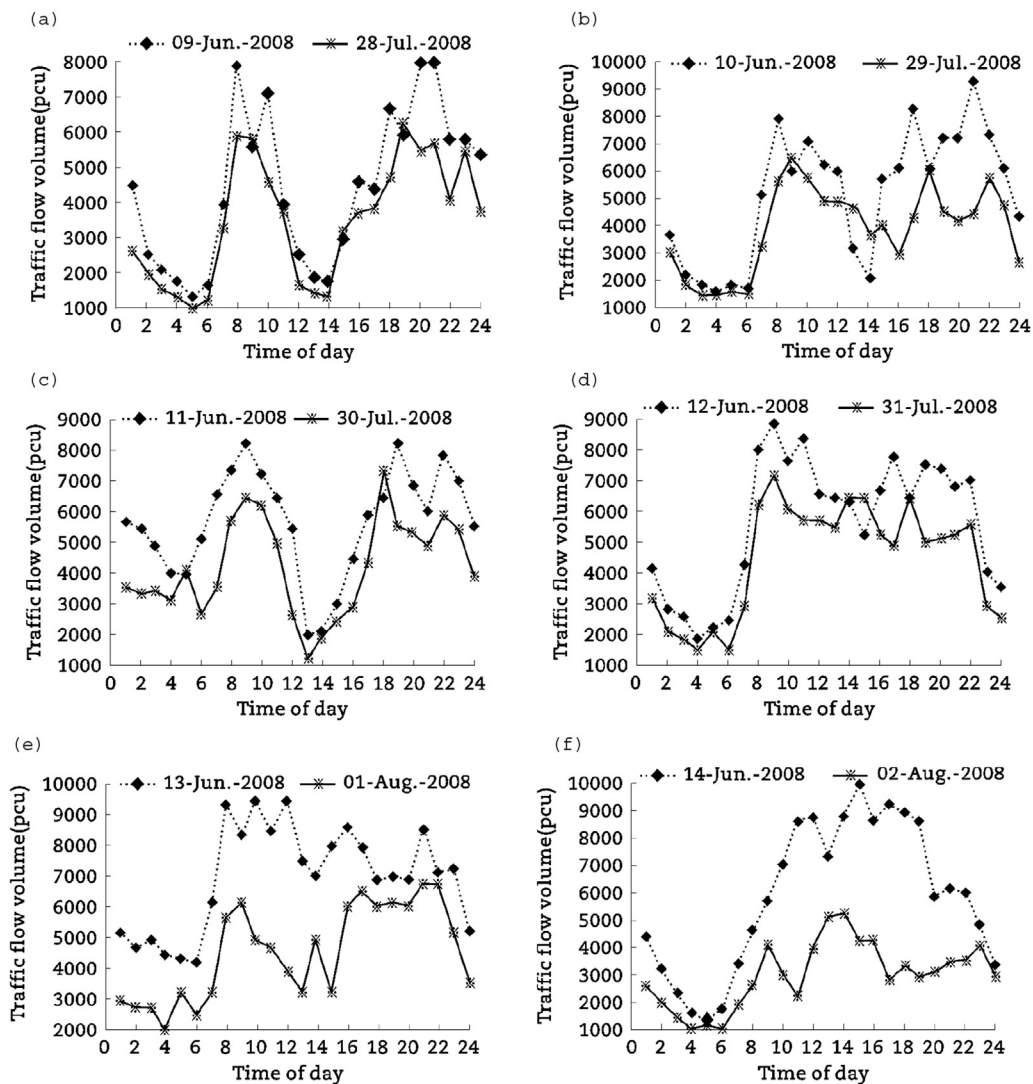 (a)
09-Jun.-2008 28-Jul.-2008
Traffic flow volume(pcu)
8000
7000
6000
5000
4000
3000
2000
1000
0 2 4 6 8 10 12 14 16 18 20 22 24
Time of day
(b)
10-Jun.-2008 29-Jul.-2008
Traffic flow volume(pcu)
10000
9000
8000
7000
6000
5000
4000
3000
2000
1000
0 2 4 6 8 10 12 14 16 18 20 22 24
Time of day
(c)
11-Jun.-2008 30-Jul.-2008
Traffic flow volume(pcu)
9000
8000
7000
6000
5000
4000
3000
2000
1000
0 2 4 6 8 10 12 14 16 18 20 22 24
Time of day
(d)
12-Jun.-2008 31-Jul.-2008
Traffic flow volume(pcu)
9000
8000
7000
6000
5000
4000
3000
2000
1000
0 2 4 6 8 10 12 14 16 18 20 22 24
Time of day
(e)
13-Jun.-2008 01-Aug.-2008
Traffic flow volume(pcu)
10000
9000
8000
7000
6000
5000
4000
3000
2000
0 2 4 6 8 10 12 14 16 18 20 22 24
Time of day
(f)
14-Jun.-2008 02-Aug.-2008
Traffic flow volume(pcu)
10000
9000
8000
7000
6000
5000
4000
3000
2000
1000
0 2 4 6 8 10 12 14 16 18 20 22 24
Time of day